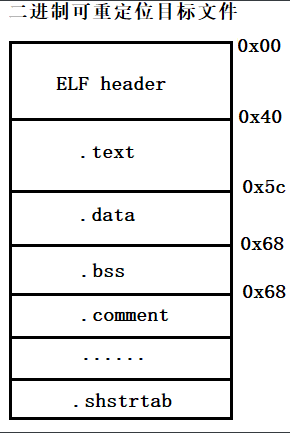 二进制可重定位目标文件
0x00
ELF header
0x40
.text
0x5c
.data
0x68
.bss
0x68
.comment
......
.shstrtab